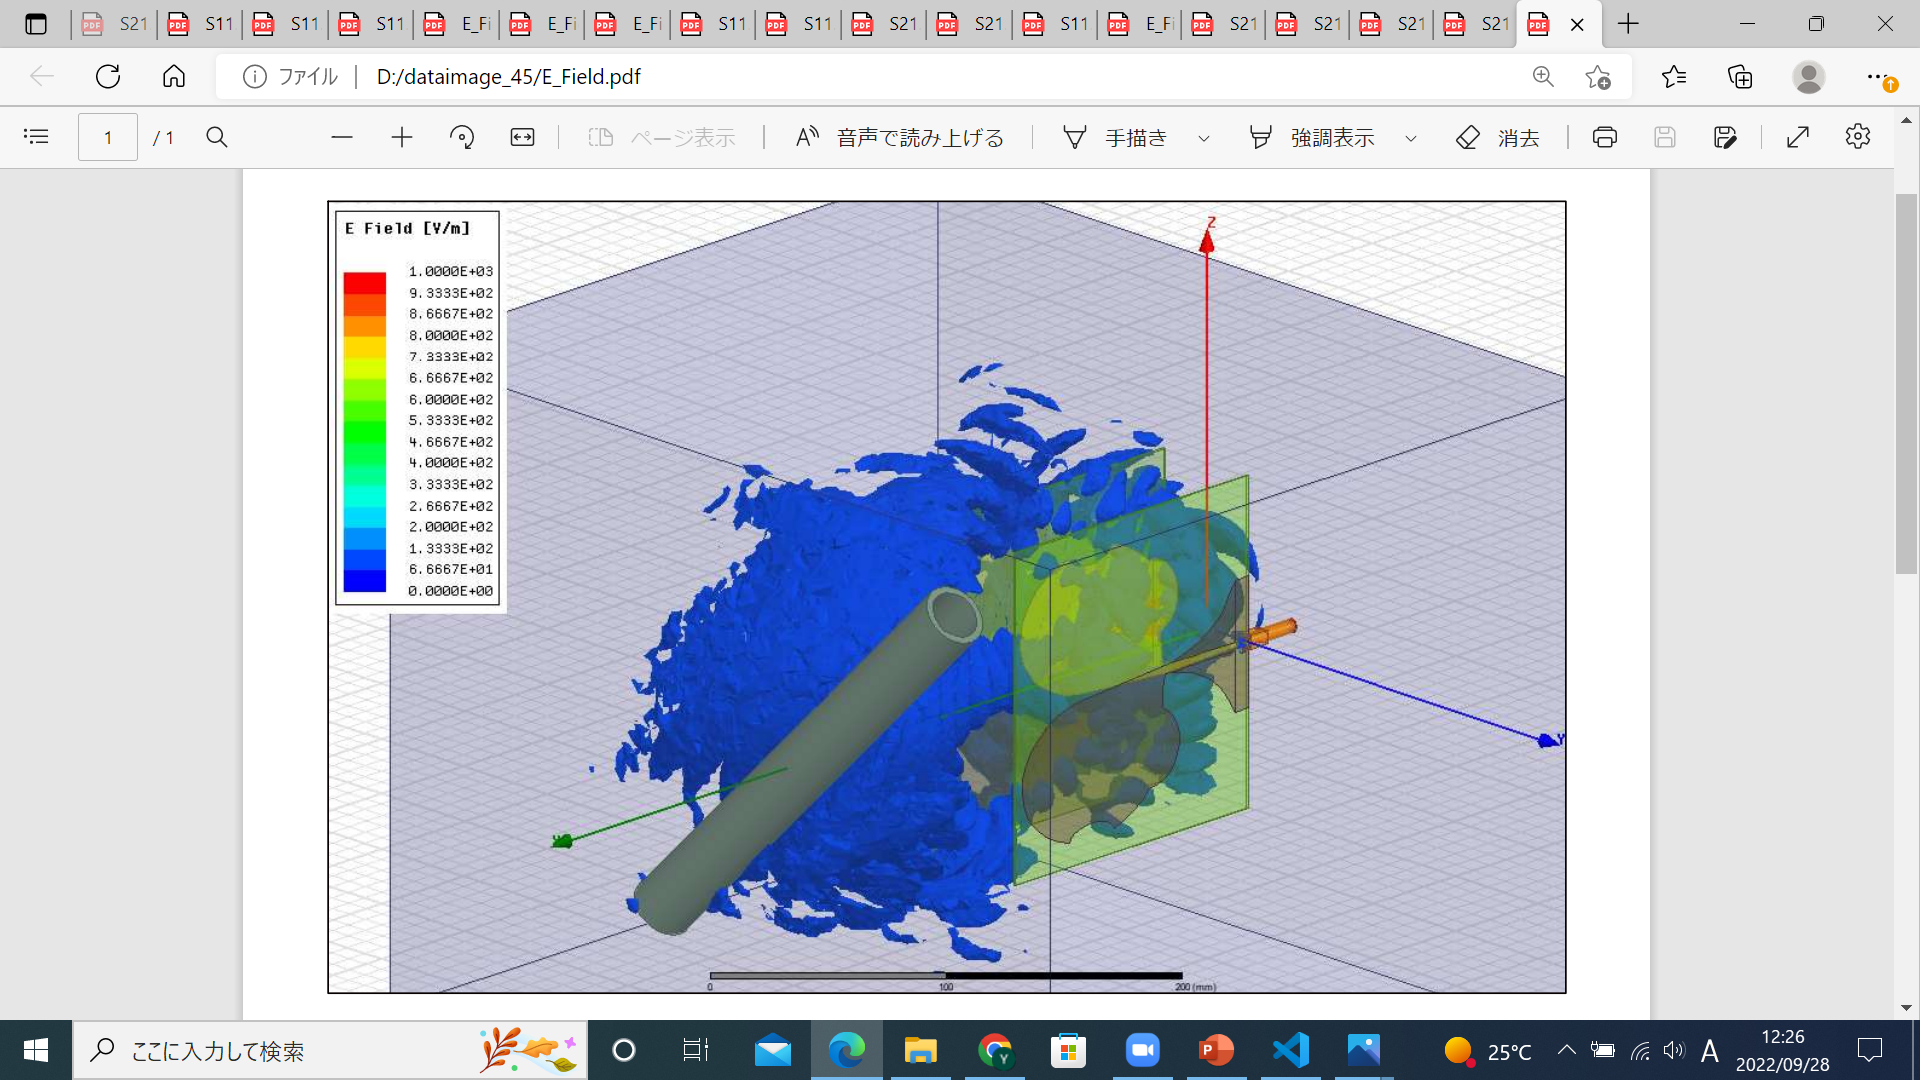 S21 S11 S11 S11 E_Fi E_Fi E_Fi S11 S11 S21 S21 S11 E_Fi S21 S21 S21 S21
ファイル D:/dataimage_45/E_Field.pdf
1 / 1 ページ表示 音声で読み上げる 手描き 強調表示 消去
E Field [V/m]
1.0000E+03
9.3333E+02
8.6667E+02
8.0000E+02
7.3333E+02
6.6667E+02
6.0000E+02
5.3333E+02
4.6667E+02
4.0000E+02
3.3333E+02
2.6667E+02
2.0000E+02
1.3333E+02
6.6667E+01
0.0000E+00
Z
Y
0 100 200 (mm)
ここに入力して検索
25°C
A
12:26
2022/09/28